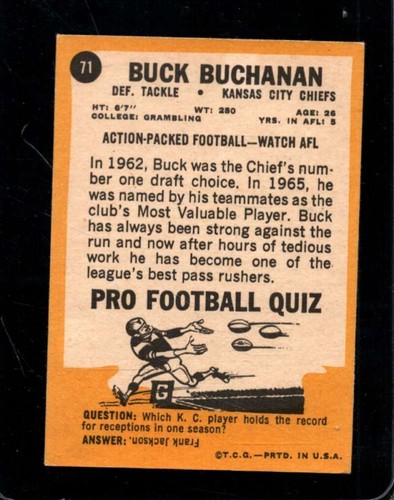 71
BUCK BUCHANAN
DEF. TACKLE • KANSAS CITY CHIEFS
HT: 6'7" WT: 280 AGE: 26
COLLEGE: GRAMBLING YRS. IN AFL: 5
ACTION-PACKED FOOTBALL—WATCH AFL
In 1962, Buck was the Chief's num-
ber one draft choice. In 1965, he
was named by his teammates as the
club's Most Valuable Player. Buck
has always been strong against the
run and now after hours of tedious
work he has become one of the
league's best pass rushers.
PRO FOOTBALL QUIZ
G
QUESTION: Which K. C. player holds the record
for receptions in one season?
ANSWER: Frank Jackson.
©T.C.G.—PRTD. IN U.S.A.